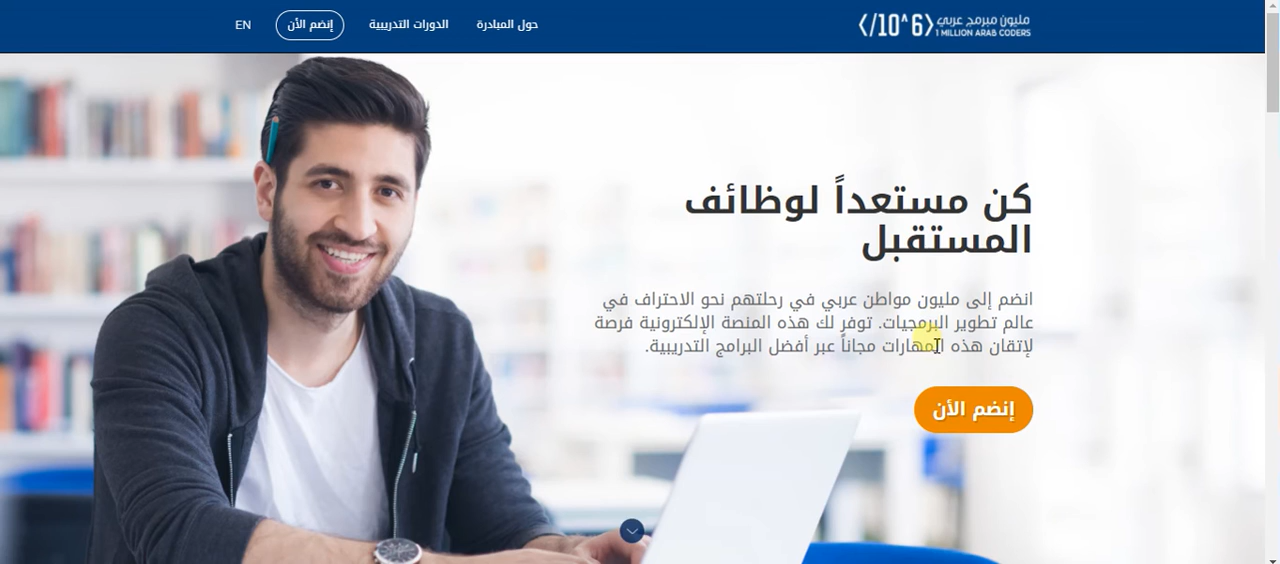 مليون مبرمج عربي
</10^6>
1 MILLION ARAB CODERS
حول المبادرة
الدورات التدريبية
إنضم الأن
EN
كن مستعداً لوظائف
المستقبل
انضم إلى مليون مواطن عربي في رحلتهم نحو الاحتراف في
عالم تطوير البرمجيات. توفر لك هذه المنصة الإلكترونية فرصة
لإتقان هذه المهارات مجاناً عبر أفضل البرامج التدريبية.
إنضم الأن